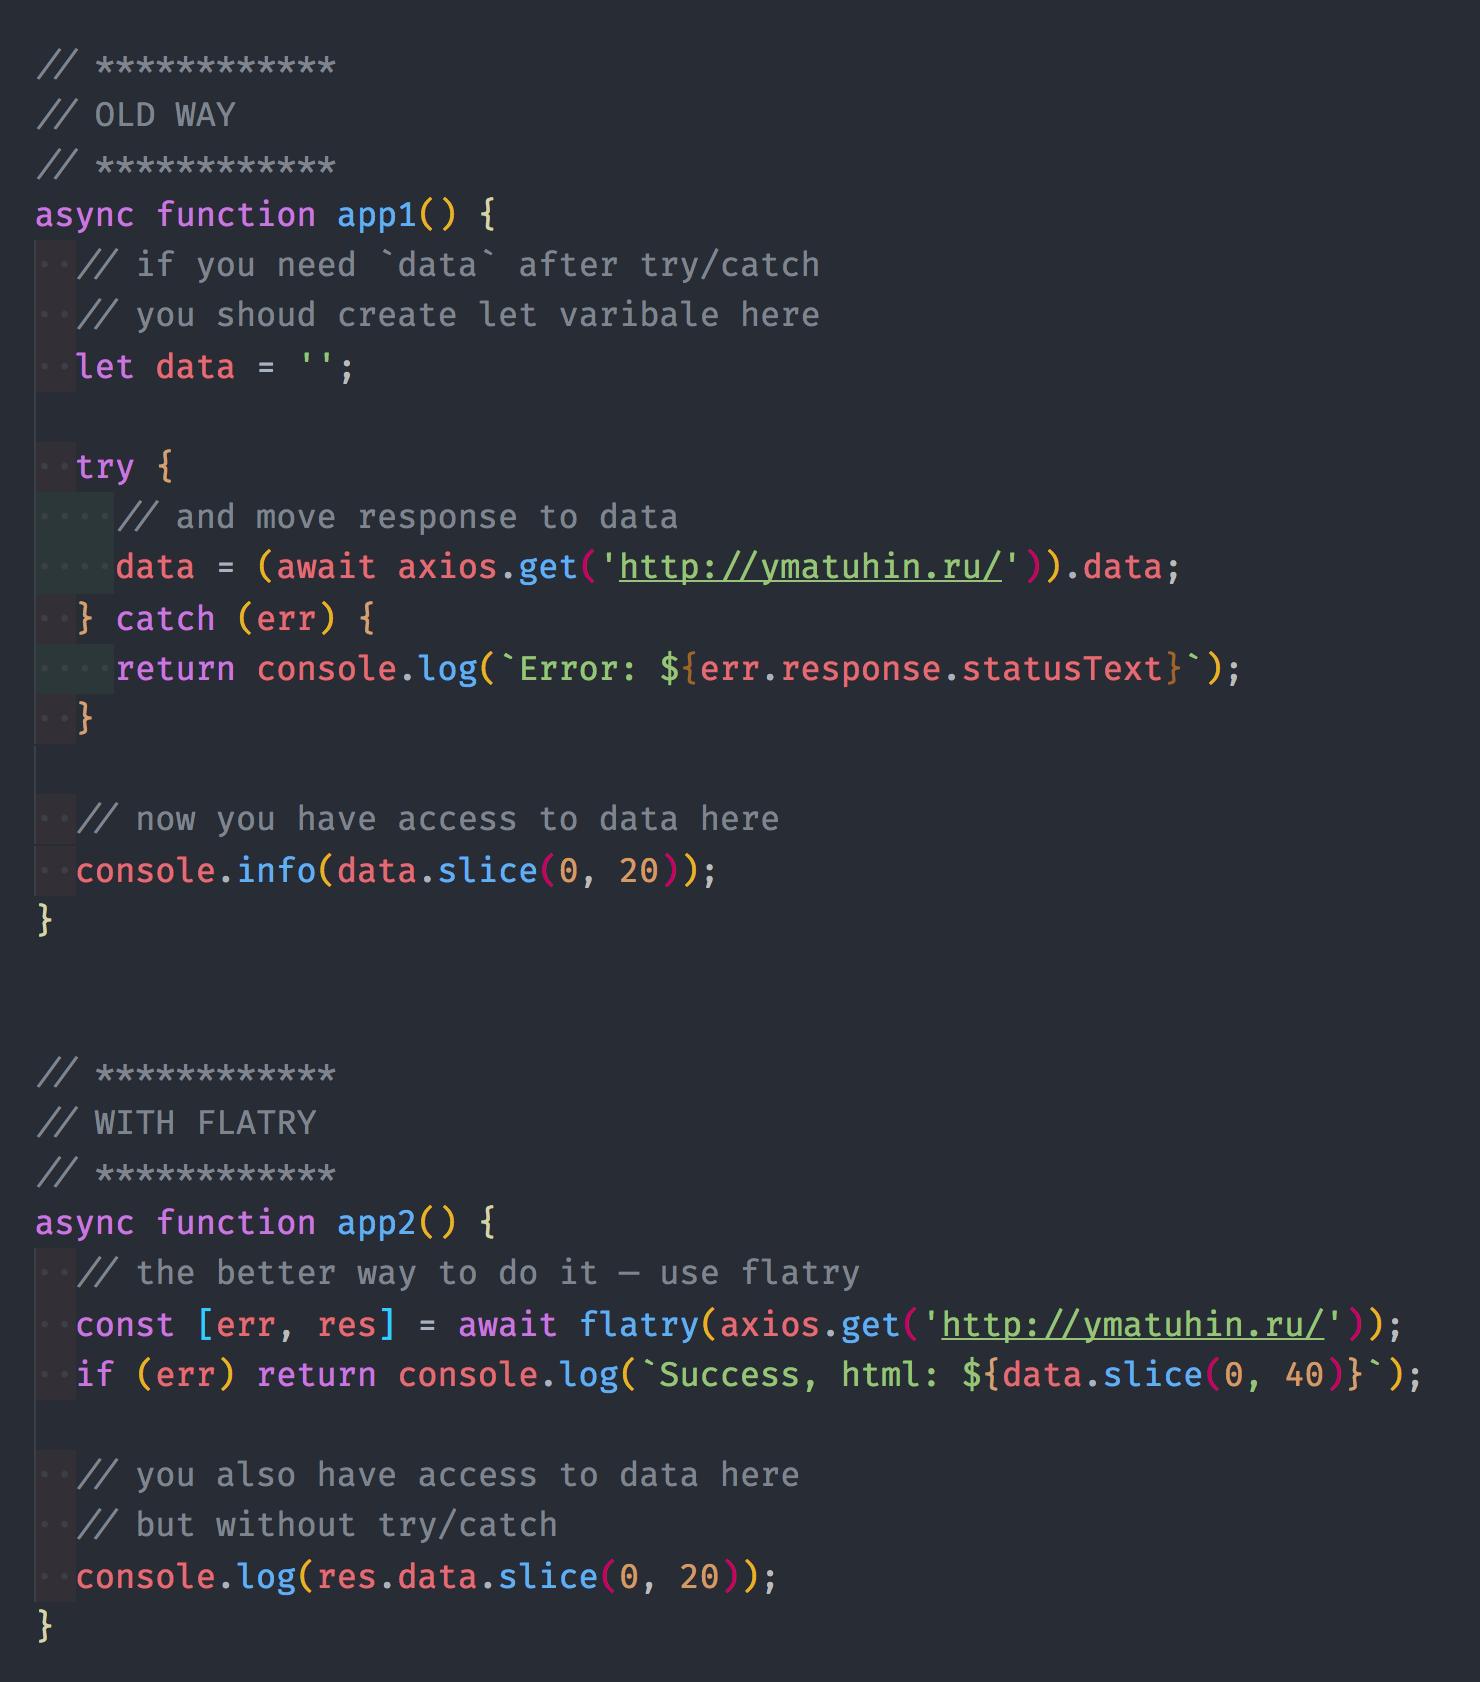 // ************
// OLD WAY
// ************
async function app1() {
  // if you need `data` after try/catch
  // you shoud create let varibale here
  let data = '';
  try {
    // and move response to data
    data = (await axios.get('http://ymatuhin.ru/')).data;
  } catch (err) {
    return console.log(`Error: ${err.response.statusText}`);
  }
  // now you have access to data here
  console.info(data.slice(0, 20));
}
// ************
// WITH FLATRY
// ************
async function app2() {
  // the better way to do it — use flatry
  const [err, res] = await flatry(axios.get('http://ymatuhin.ru/'));
  if (err) return console.log(`Success, html: ${data.slice(0, 40)}`);
  // you also have access to data here
  // but without try/catch
  console.log(res.data.slice(0, 20));
}